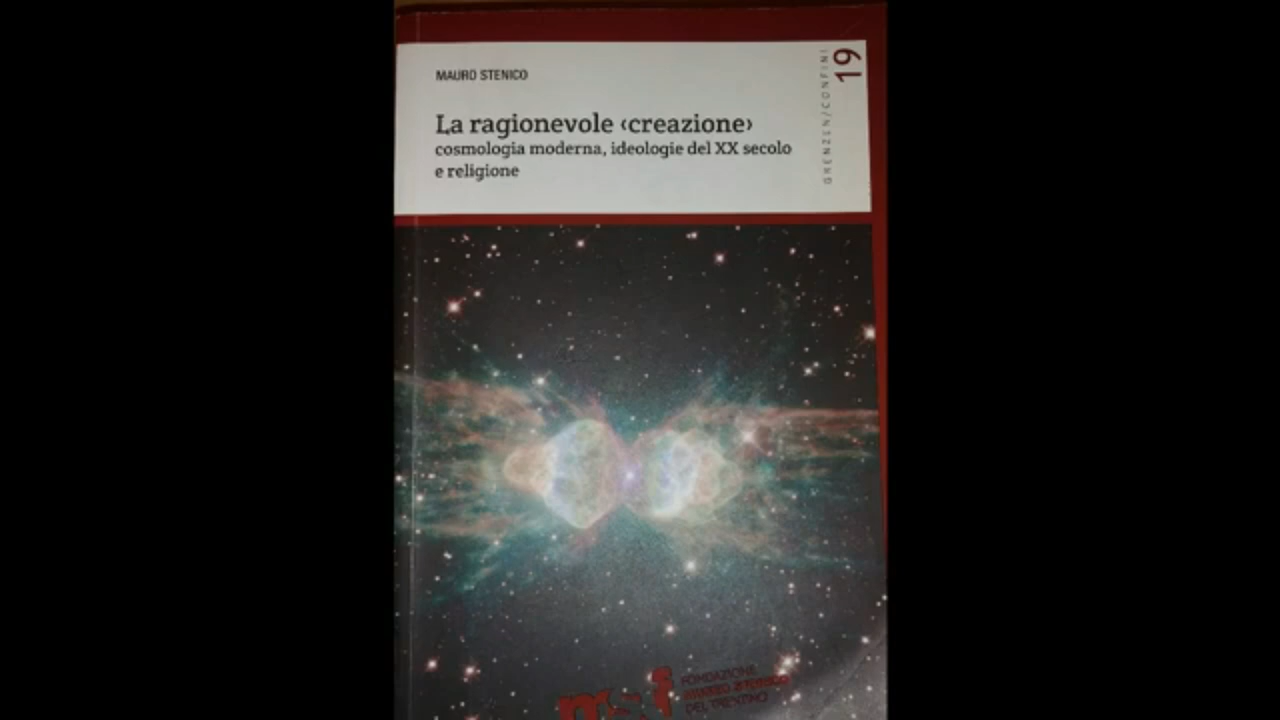 MAURO STENICO
La ragionevole ‹creazione›
cosmologia moderna, ideologie del XX secolo
e religione
GRENZEN/CONFINI
19
FONDAZIONE
MUSEO STORICO
DEL TRENTINO